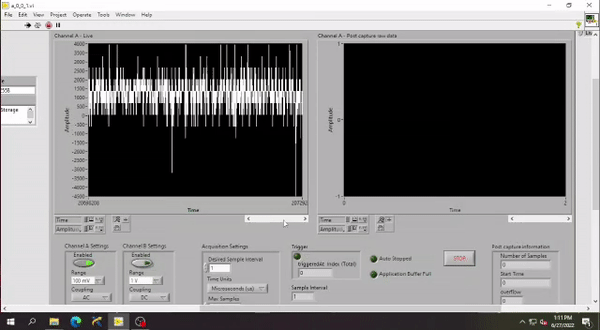 a_0_0_1.vi
File Edit View Project Operate Tools Window Help
Channel A - Live
Channel A - Post capture raw data
Amplitude
4000
3500
3000
2500
2000
1500
1000
500
0
-500
-1000
-1500
-2000
-2500
-3000
-3500
-4000
-4500
Time
Amplitude
1
0
-1
0
2
Time
Storage
Time
Amplitu...
Time
Amplitu...
Channel A Settings
Enabled
Range
100 mV
Coupling
AC
Channel B Settings
Enabled
Range
1 V
Coupling
DC
Acquisition Settings
Desired Sample Interval
1
Time Units
Microseconds (us)
Max Samples
Trigger
triggeredAt index (Total)
0
Sample Interval
1
Auto Stopped
Application Buffer Full
STOP
Post capture information
Number of Samples
0
Start Time
0
overflow
0
1:11 PM
6/27/2022